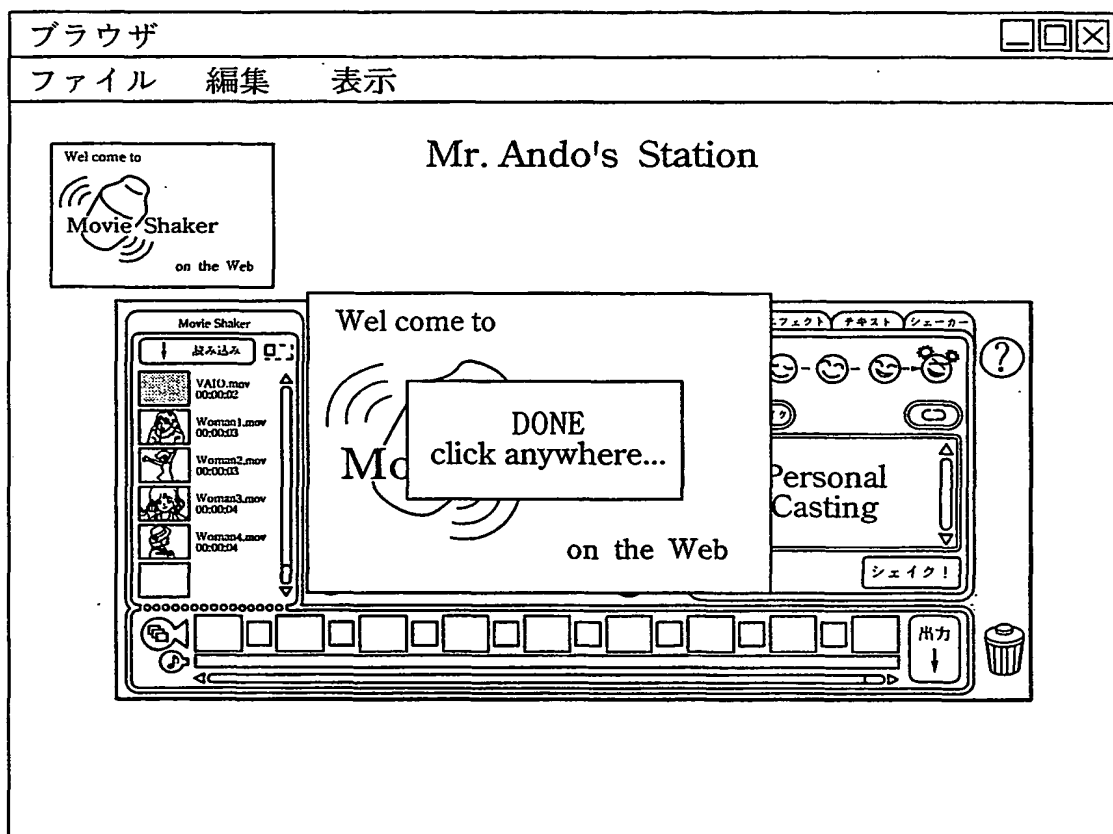 ブラウザ
ファイル 編集 表示
Mr. Ando's Station
Wel come to
Movie Shaker
on the Web
Movie Shaker
読み込み
VAIO.mov
00:00:02
Woman1.mov
00:00:03
Woman2.mov
00:00:03
Woman3.mov
00:00:04
Woman4.mov
00:00:04
Wel come to
Mo
on the Web
DONE
click anywhere...
フェクト テキスト シェーカー
?
ク
Personal
Casting
シェイク!
出力